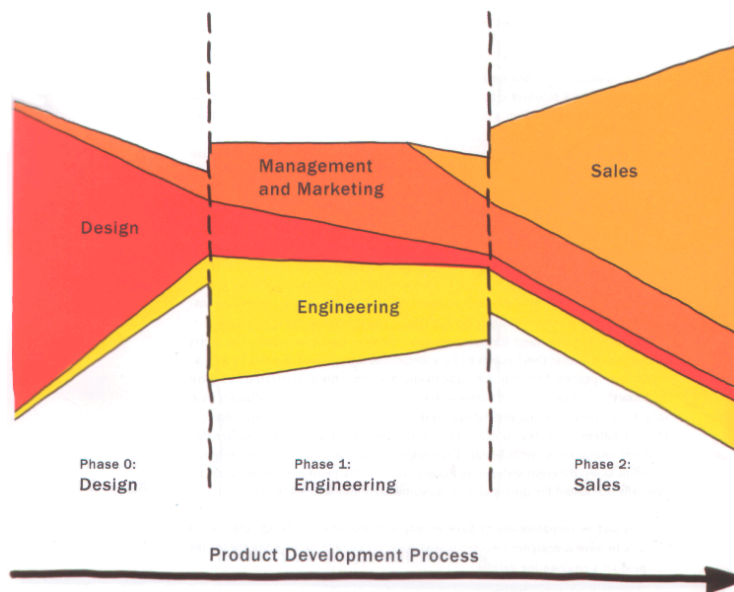 Management
and Marketing
Sales
Design
Engineering
Phase 0:
Design
Phase 1:
Engineering
Phase 2:
Sales
Product Development Process